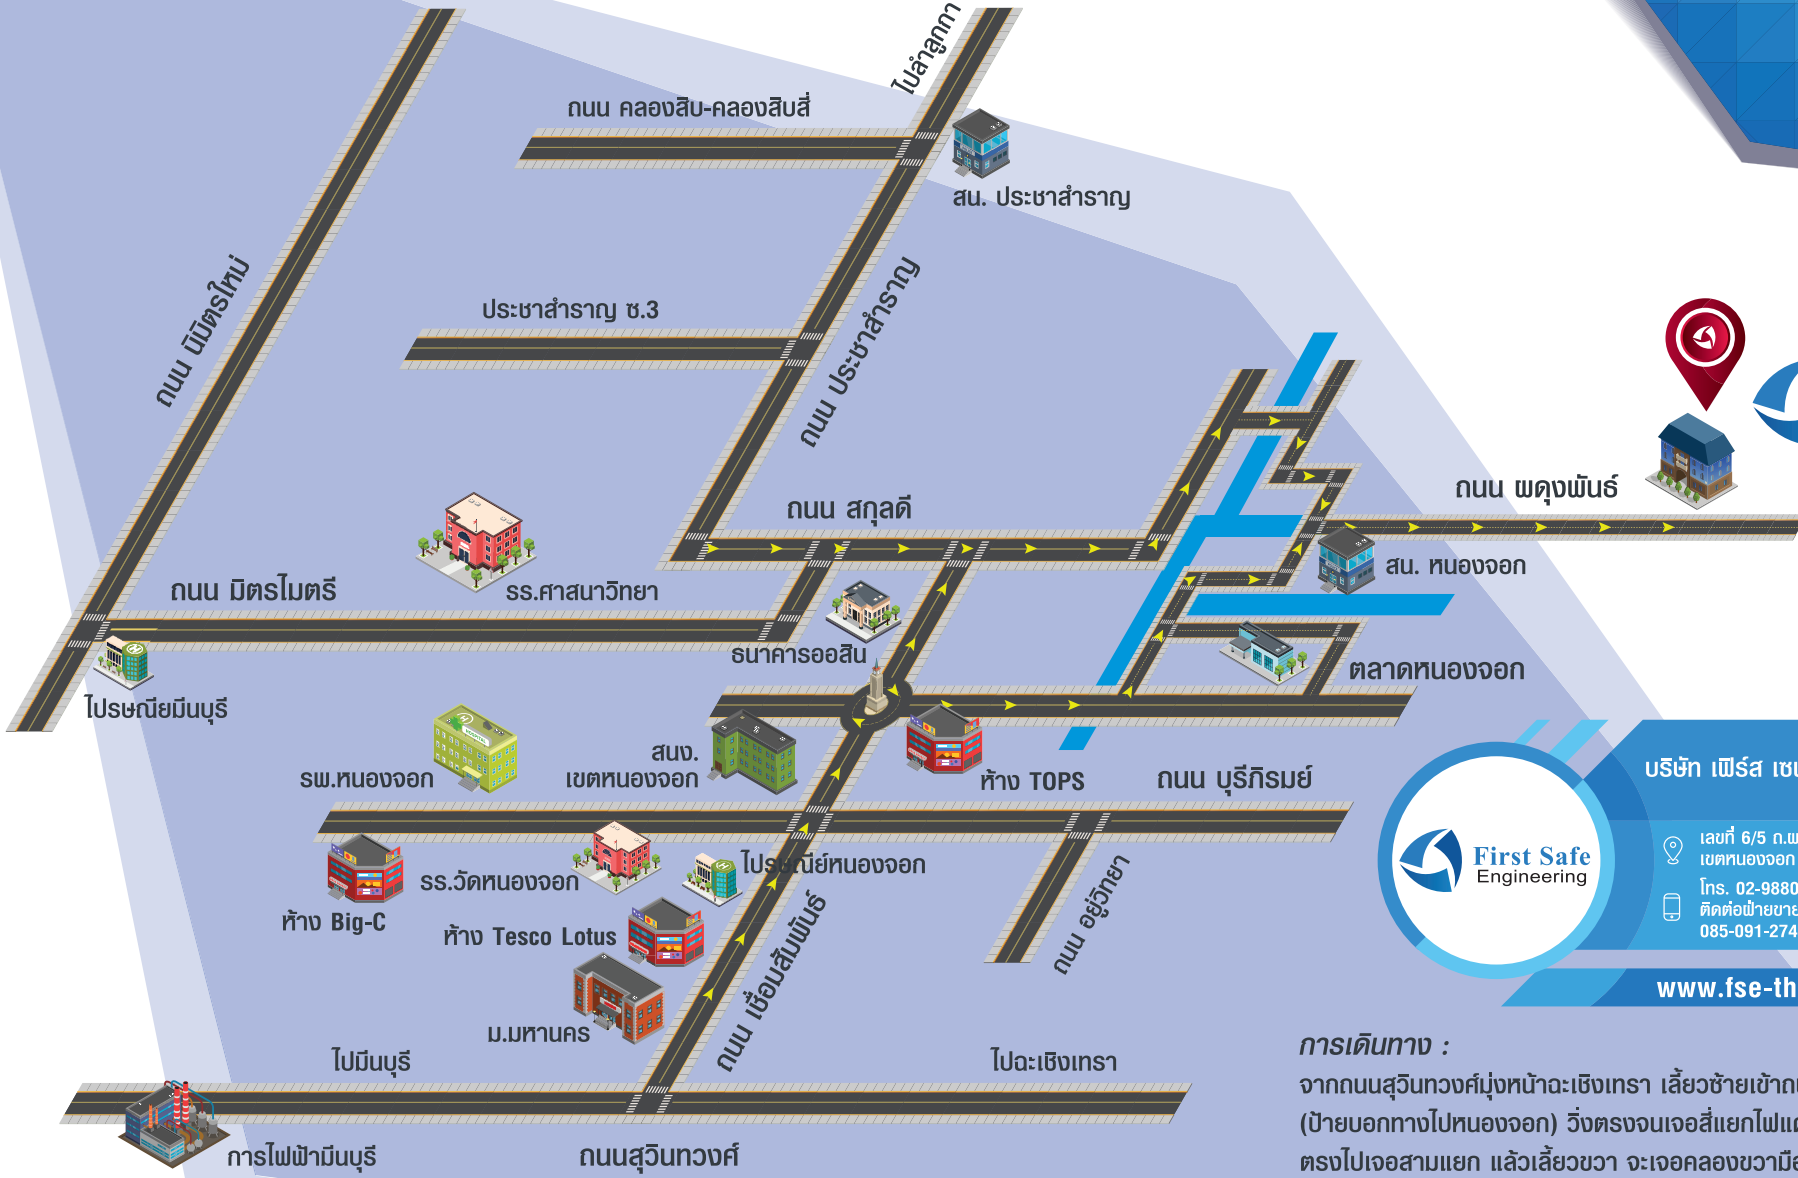 ไปลำลูกกา
ถนน คลองสิบ-คลองสิบสี่
สน. ประชาสำราญ
ถนน นิมิตรใหม่
ประชาสำราญ ซ.3
ถนน ประชาสำราญ
ถนน ผดุงพันธ์
ถนน สกุลดี
สน. หนองจอก
ถนน มิตรไมตรี
รร.ศาสนาวิทยา
ธนาคารออสิน
ตลาดหนองจอก
ไปรษณียมีนบุรี
สนง.
เขตหนองจอก
รพ.หนองจอก
HOSPITAL
ห้าง TOPS
ถนน บุรีภิรมย์
ไปรษณีย์หนองจอก
รร.วัดหนองจอก
ห้าง Big-C
ห้าง Tesco Lotus
ถนน เชื่อมสัมพันธ์
ถนน อยู่วิทยา
ม.มหานคร
ไปมีนบุรี
ไปฉะเชิงเทรา
การไฟฟ้ามีนบุรี
ถนนสุวินทวงศ์
First Safe
Engineering
บริษัท เฟิร์ส เซ
เลขที่ 6/5 ถ.ผ
เขตหนองจอก
โทร. 02-9880
ติดต่อฝ่ายขาย
085-091-274
www.fse-th
การเดินทาง :
จากถนนสุวินทวงศ์มุ่งหน้าฉะเชิงเทรา เลี้ยวซ้ายเข้าถน
(ป้ายบอกทางไปหนองจอก) วิ่งตรงจนเจอสี่แยกไฟแด
ตรงไปเจอสามแยก แล้วเลี้ยวขวา จะเจอคลองขวามือ